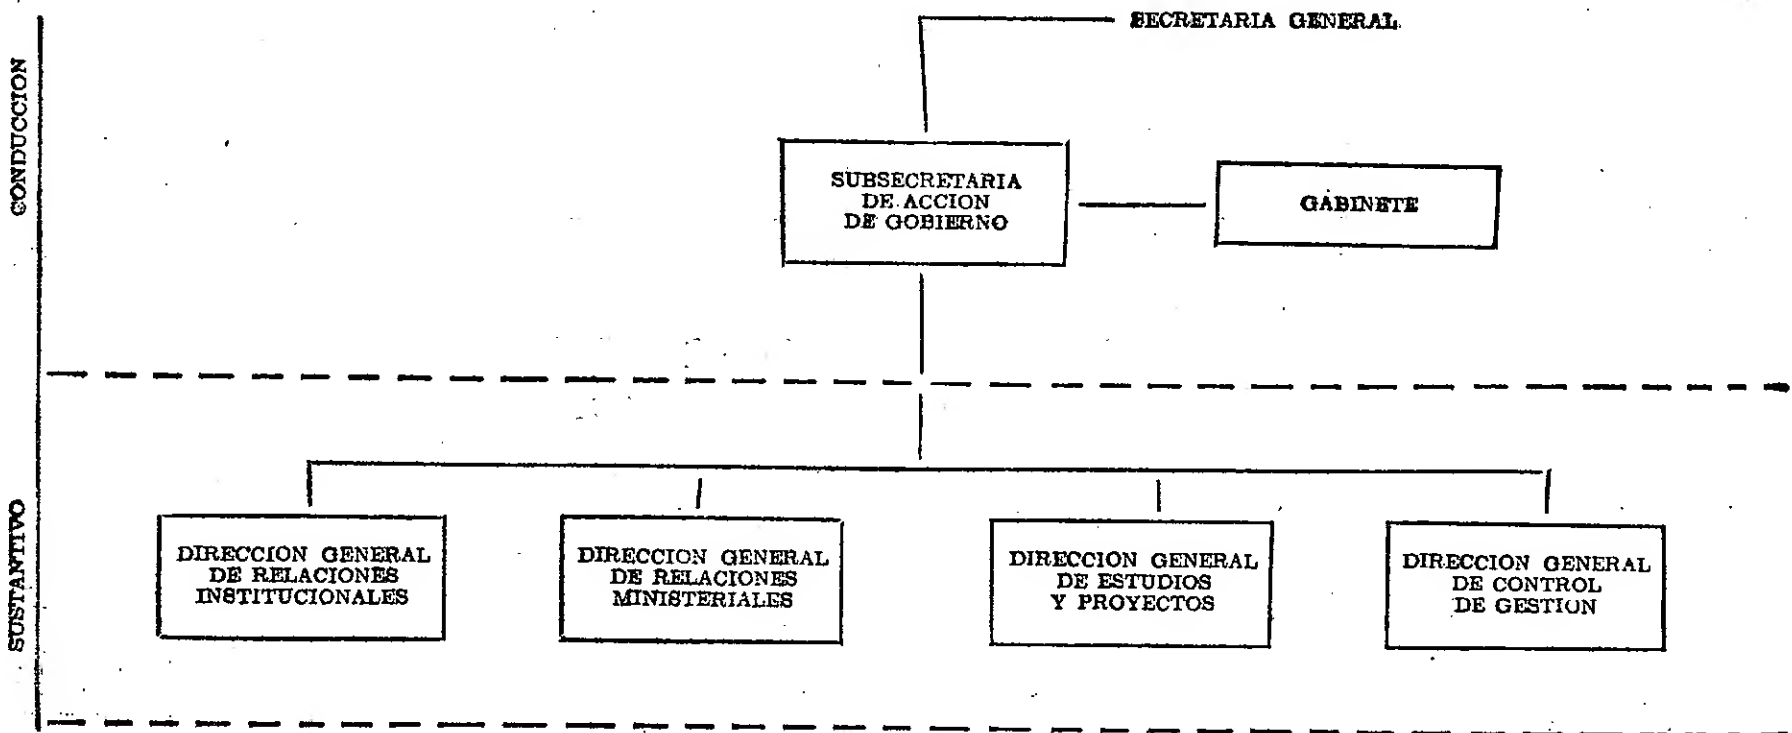 SECRETARIA GENERAL
CONDUCCION
SUBSECRETARIA
DE ACCION
DE GOBIERNO
GABINETE
SUSTANTIVO
DIRECCION GENERAL
DE RELACIONES
INSTITUCIONALES
DIRECCION GENERAL
DE RELACIONES
MINISTERIALES
DIRECCION GENERAL
DE ESTUDIOS
Y PROYECTOS
DIRECCION GENERAL
DE CONTROL
DE GESTION